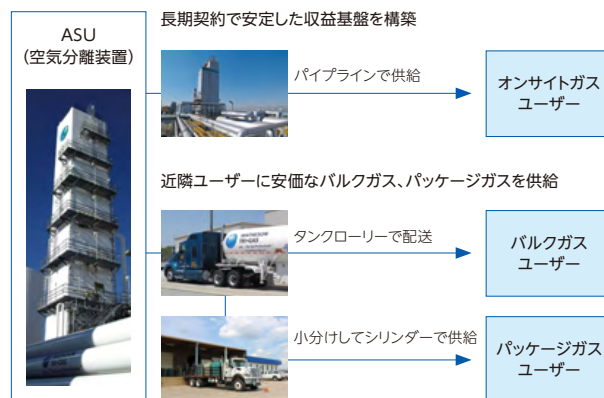 ASU
(空気分離装置)
長期契約で安定した収益基盤を構築
パイプラインで供給
オンサイトガス
ユーザー
近隣ユーザーに安価なバルクガス、パッケージガスを供給
タンクローリーで配送
バルクガス
ユーザー
小分けしてシリンダーで供給
パッケージガス
ユーザー